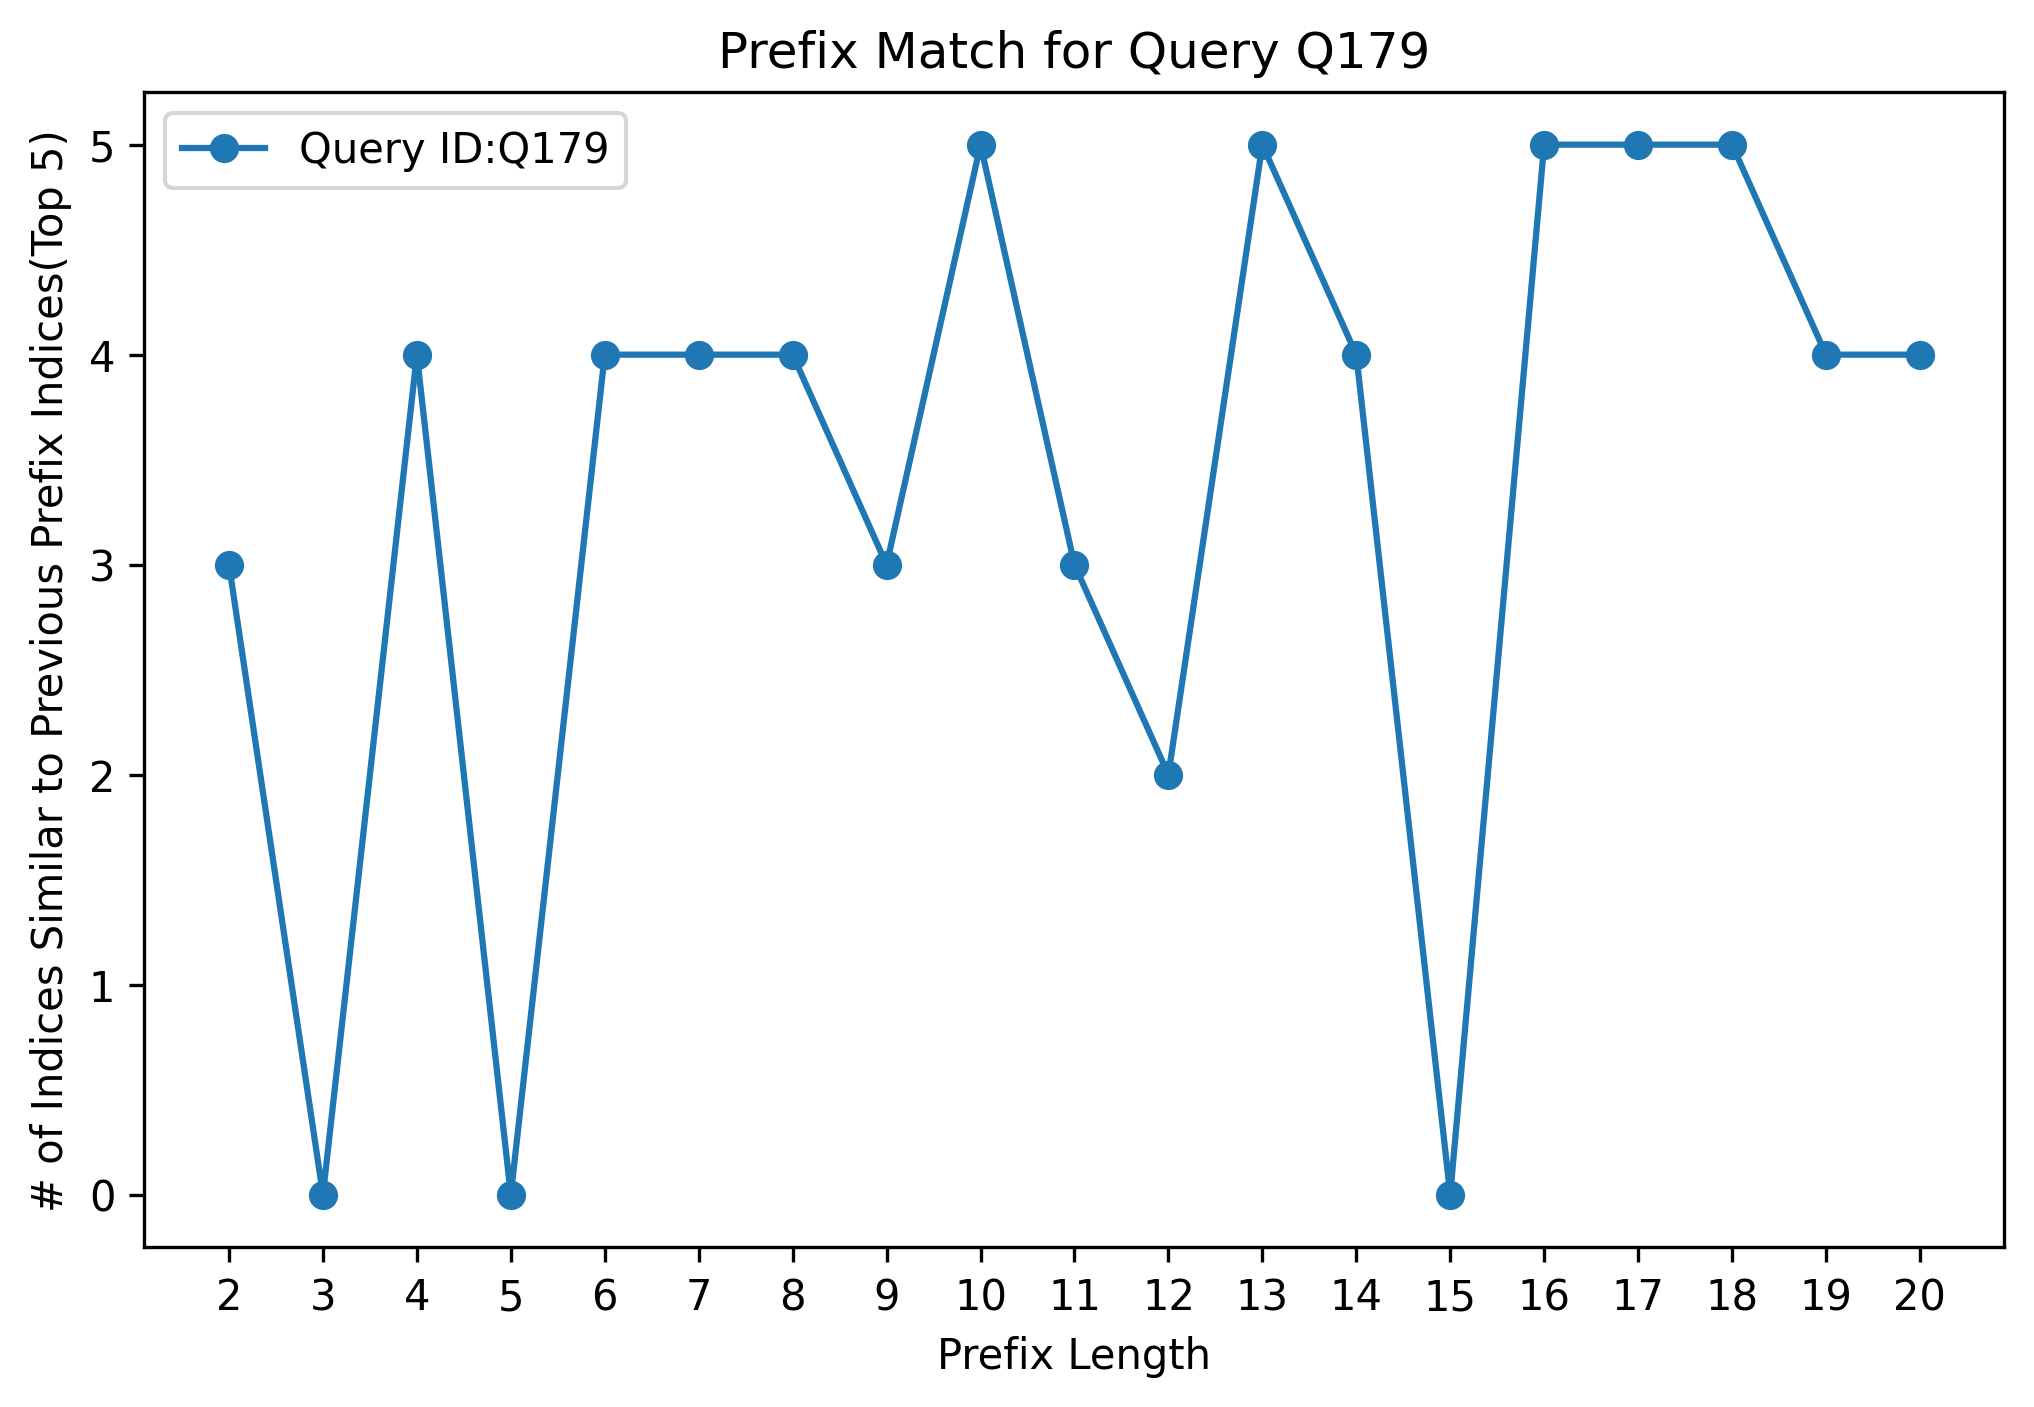 Prefix Match for Query Q179
Query ID:Q179
# of Indices Similar to Previous Prefix Indices(Top 5)
5
4
3
2
1
0
2 3 4 5 6 7 8 9 10 11 12 13 14 15 16 17 18 19 20
Prefix Length